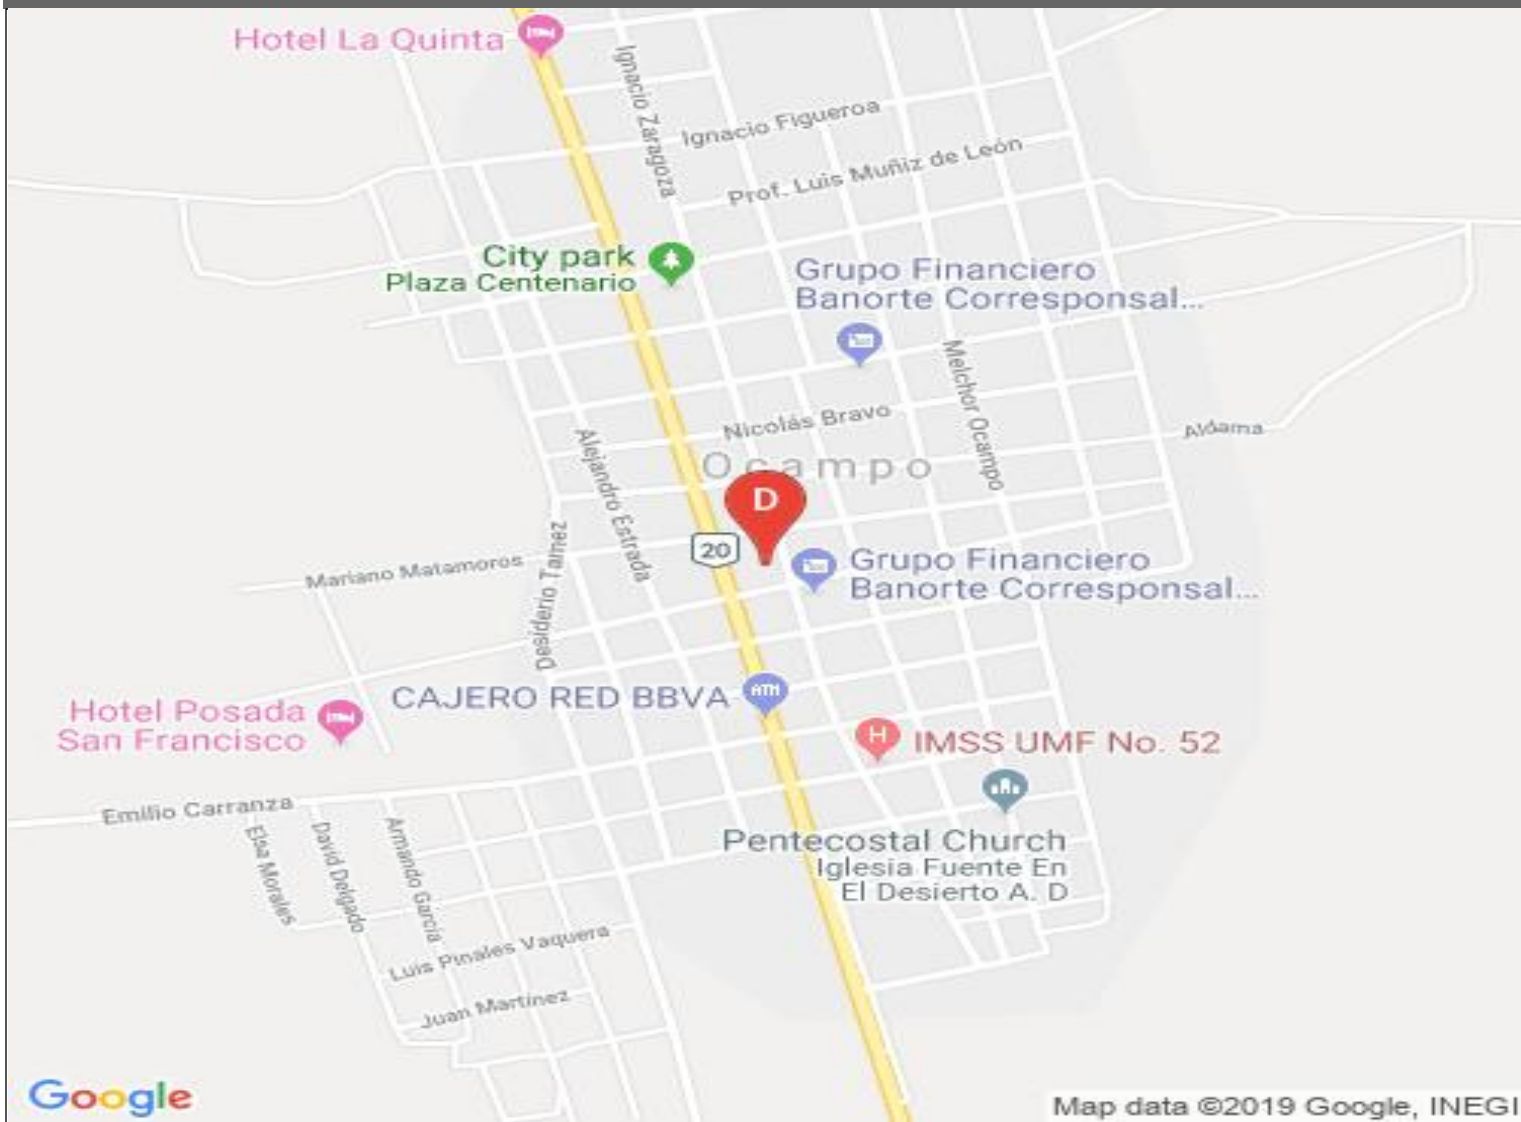 Hotel La Quinta
Ignacio Zaragoza
Ignacio Figueroa
Prof. Luis Muñiz de León
City park
Plaza Centenario
Grupo Financiero
Banorte Corresponsal...
Melchor Ocampo
Nicolás Bravo
Aldama
Alejandro Estrada
Ocampo
D
20
Mariano Matamoros
Desiderio Tamez
Grupo Financiero
Banorte Corresponsal...
CAJERO RED BBVA
ATM
Hotel Posada
San Francisco
H
IMSS UMF No. 52
Emilio Carranza
Elsa Morales
David Delgado
Armando García
Pentecostal Church
Iglesia Fuente En
El Desierto A. D
Luis Pinales Vaquera
Juan Martínez
Google
Map data ©2019 Google, INEGI